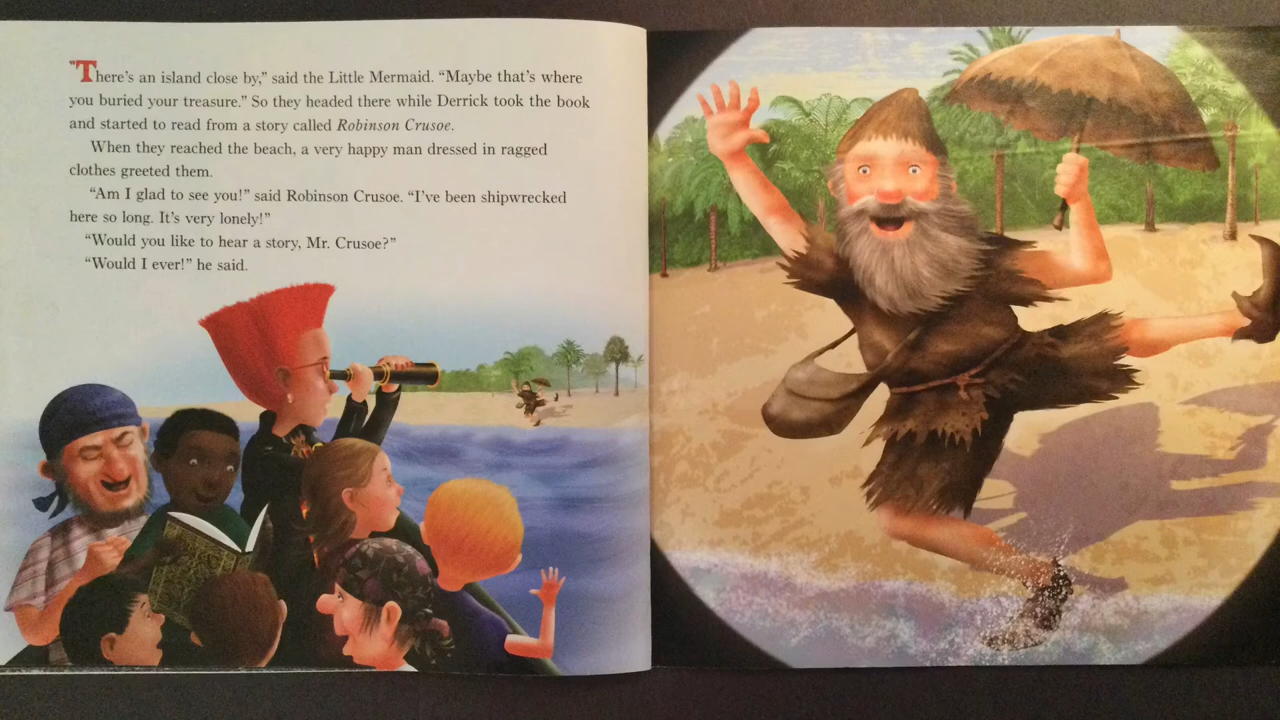 "There's an island close by," said the Little Mermaid. "Maybe that's where
you buried your treasure." So they headed there while Derrick took the book
and started to read from a story called Robinson Crusoe.
When they reached the beach, a very happy man dressed in ragged
clothes greeted them.
"Am I glad to see you!" said Robinson Crusoe. "I've been shipwrecked
here so long. It's very lonely!"
"Would you like to hear a story, Mr. Crusoe?"
"Would I ever!" he said.